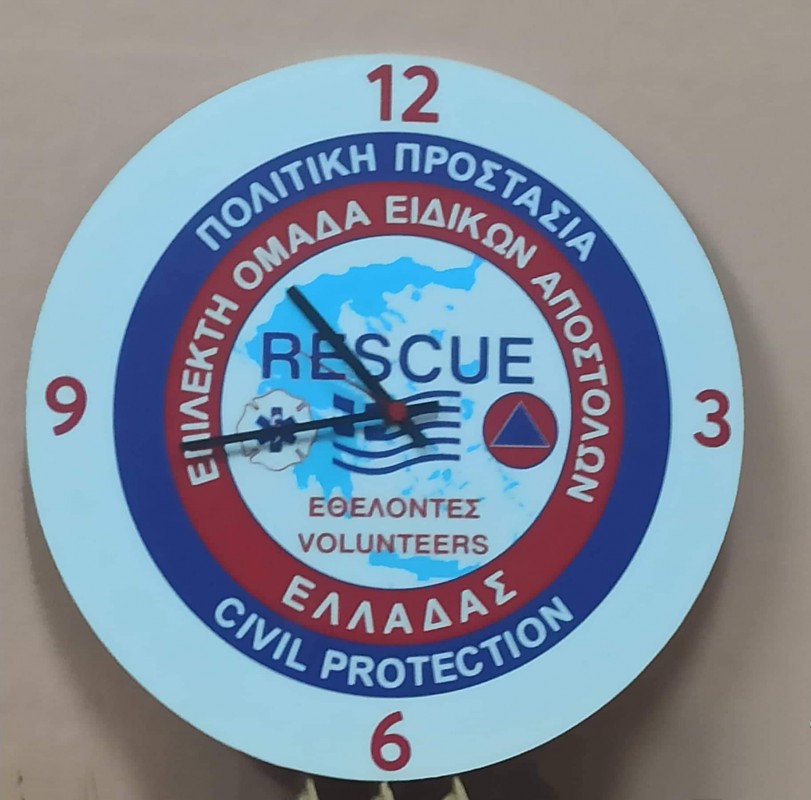 12
ΠΟΛΙΤΙΚΗ ΠΡΟΣΤΑΣΙΑ
ΕΠΙΛΕΚΤΗ ΟΜΑΔΑ ΕΙΔΙΚΩΝ ΑΠΟΣΤΟΛΩΝ
RESCUE
9
3
ΕΘΕΛΟΝΤΕΣ
VOLUNTEERS
ΕΛΛΑΔΑΣ
CIVIL PROTECTION
6